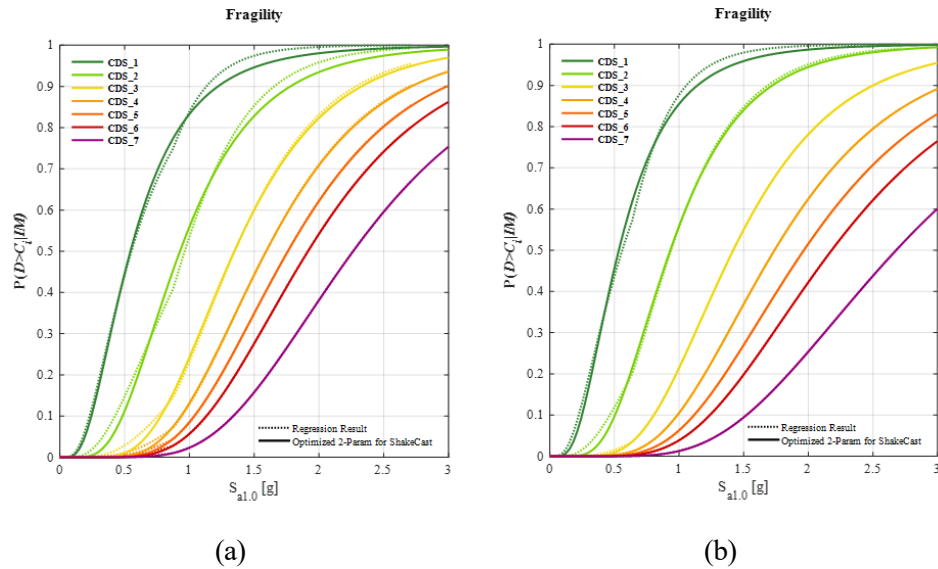 Fragility
1
0.9
0.8
0.7
0.6
0.5
0.4
0.3
0.2
0.1
0
CDS_1
CDS_2
CDS_3
CDS_4
CDS_5
CDS_6
CDS_7
P(D>C_i|IM)
Regression Result
Optimized 2-Param for ShakeCast
0 0.5 1 1.5 2 2.5 3
S_a1.0 [g]
(a)
Fragility
1
0.9
0.8
0.7
0.6
0.5
0.4
0.3
0.2
0.1
0
CDS_1
CDS_2
CDS_3
CDS_4
CDS_5
CDS_6
CDS_7
P(D>C_i|IM)
Regression Result
Optimized 2-Param for ShakeCast
0 0.5 1 1.5 2 2.5 3
S_a1.0 [g]
(b)